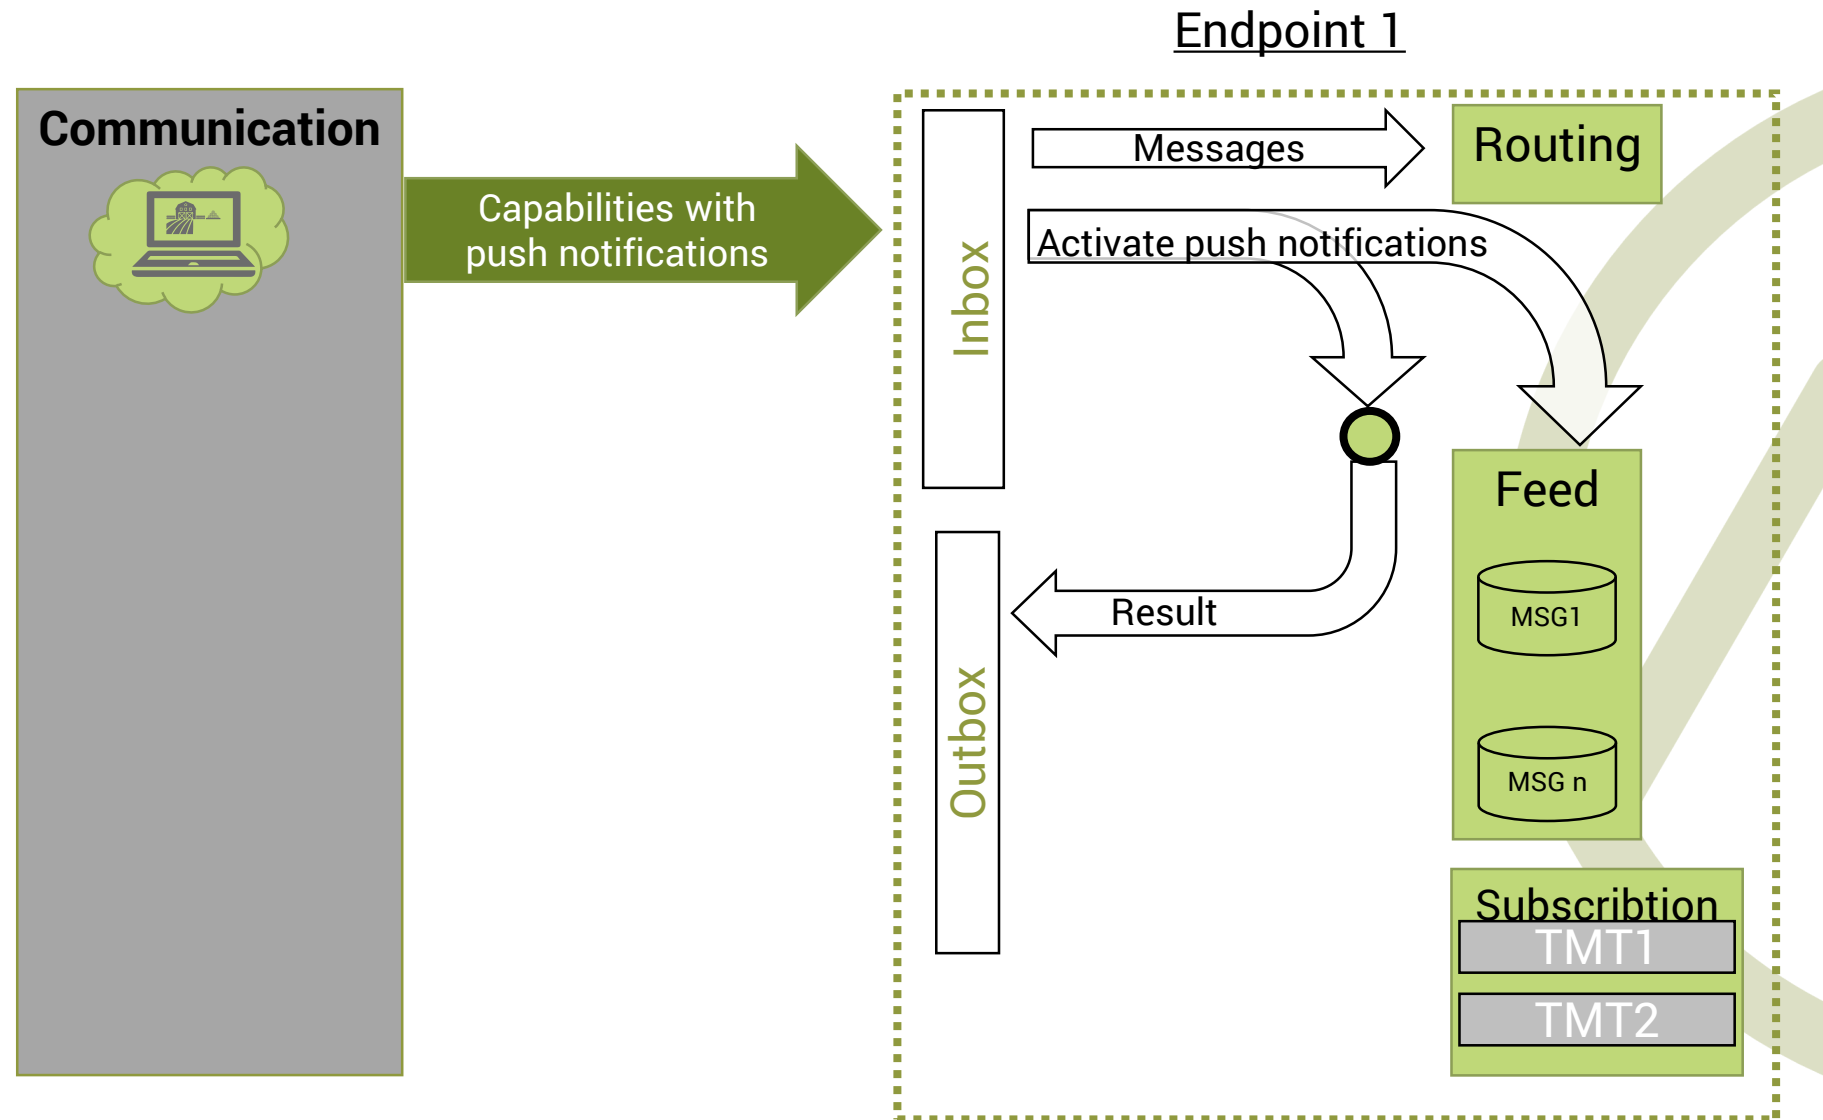 Endpoint 1
Communication
Capabilities with
push notifications
Inbox
Messages
Routing
Activate push notifications
Feed
MSG1
MSG n
Result
Outbox
Subscribtion
TMT1
TMT2